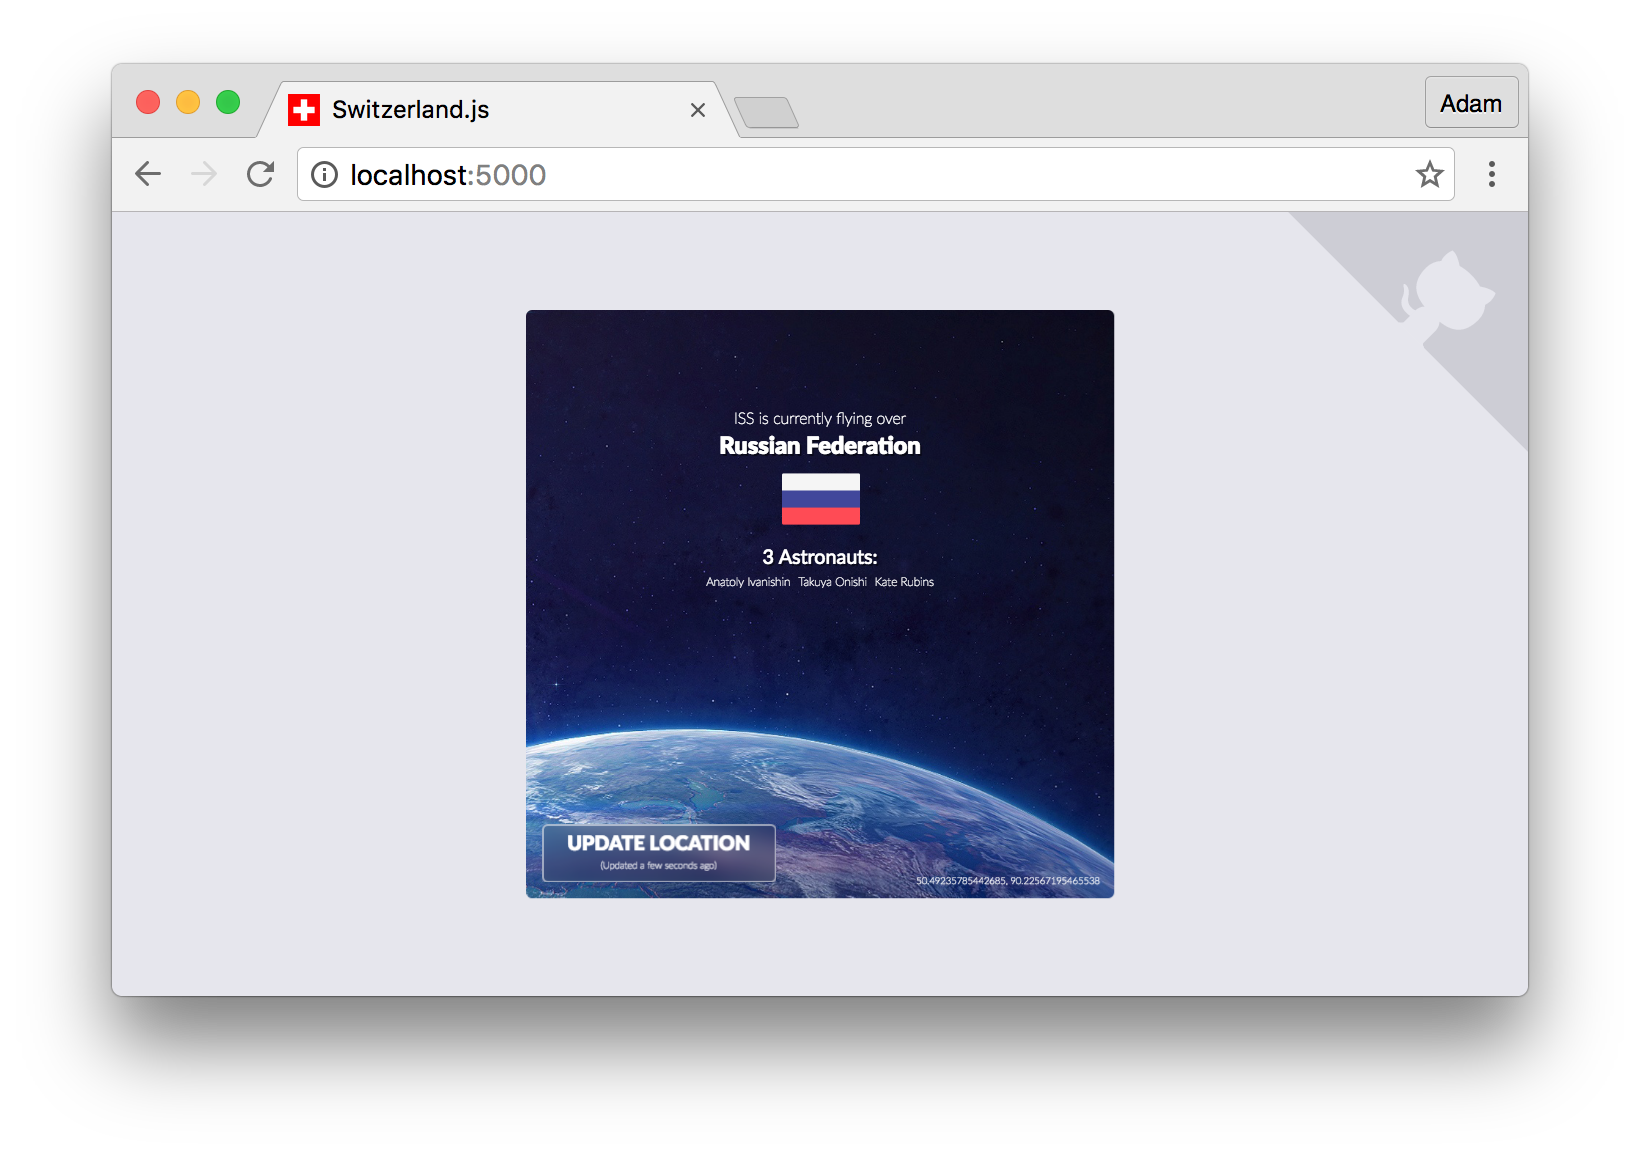 Switzerland.js
Adam
localhost:5000
ISS is currently flying over
Russian Federation
3 Astronauts:
Anatoly Ivanishin Takuya Onishi Kate Rubins
UPDATE LOCATION
(Updated a few seconds ago)
50.49235785442685, 90.22567195465538